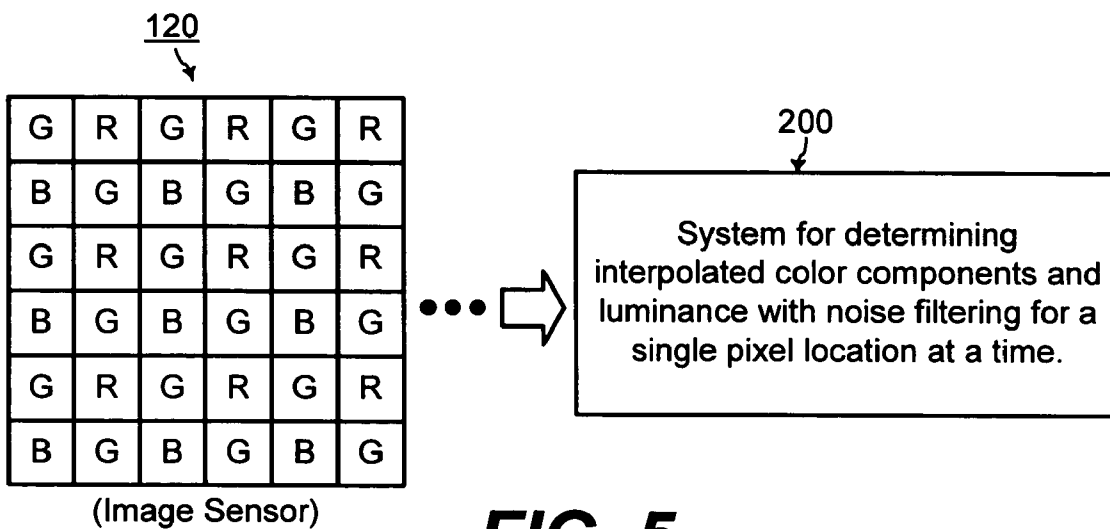 120
G R G R G R
B G B G B G
G R G R G R
B G B G B G
G R G R G R
B G B G B G
(Image Sensor)
200
System for determining
interpolated color components and
luminance with noise filtering for a
single pixel location at a time.
FIG. 5